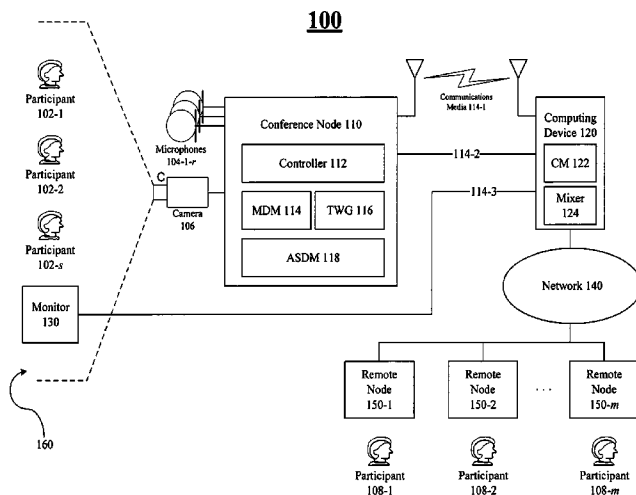 100
Participant
102-1
Participant
102-2
Participant
102-s
Monitor
130
160
Microphones
104-1-r
C
Camera
106
Conference Node 110
Controller 112
MDM 114
TWG 116
ASDM 118
Communications
Media 114-1
114-2
114-3
Computing
Device 120
CM 122
Mixer
124
Network 140
Remote
Node
150-1
Remote
Node
150-2
...
Remote
Node
150-m
Participant
108-1
Participant
108-2
Participant
108-m